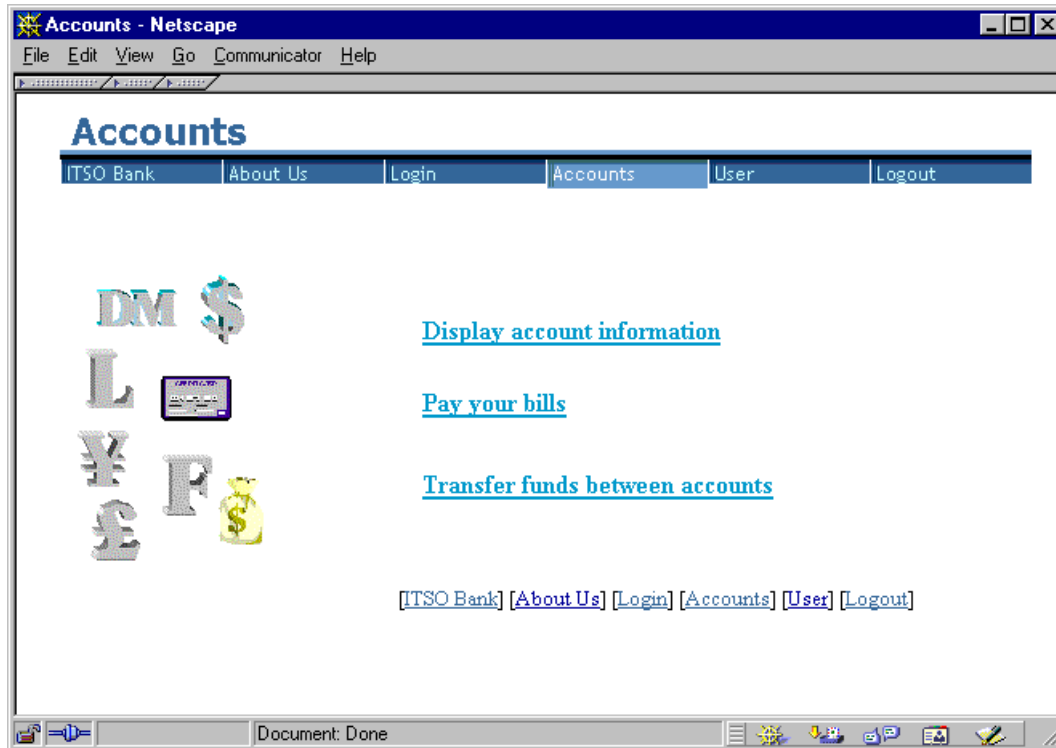 Accounts - Netscape
File Edit View Go Communicator Help
Accounts
ITSO Bank About Us Login Accounts User Logout
DM $
L
¥
F
$
£
Display account information
Pay your bills
Transfer funds between accounts
[ITSO Bank] [About Us] [Login] [Accounts] [User] [Logout]
Document: Done